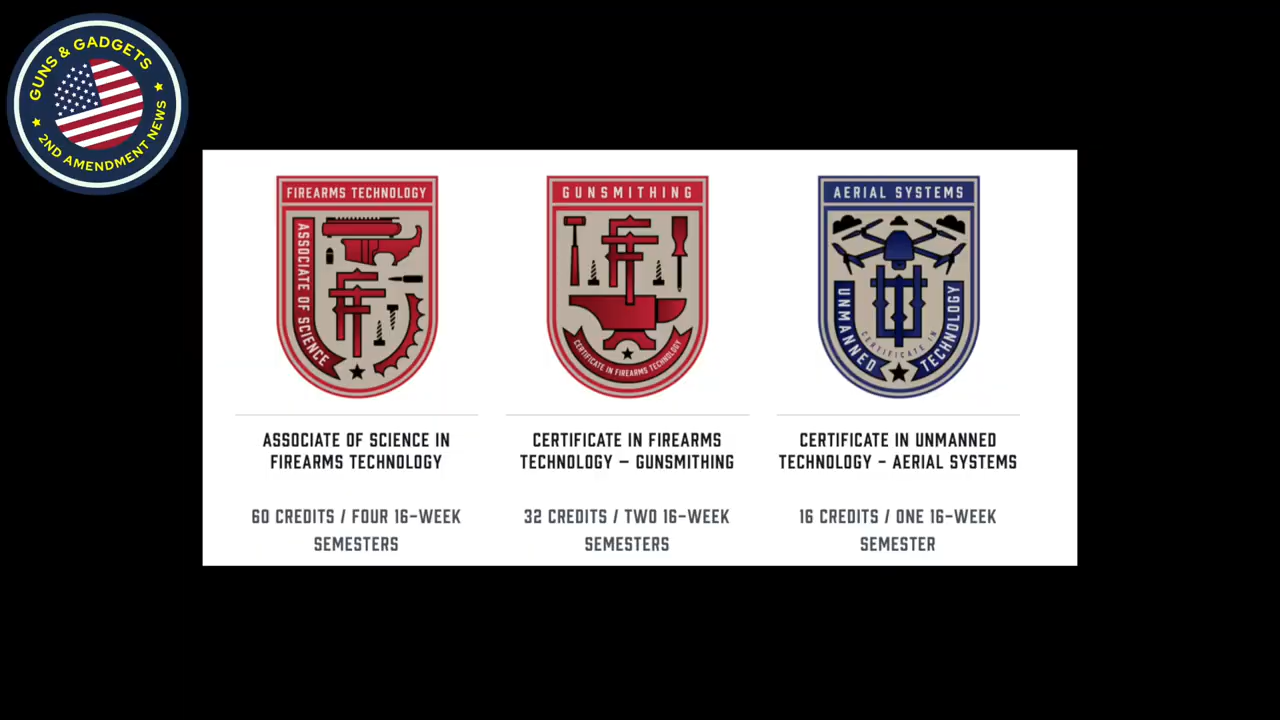 GUNS & GADGETS
2ND AMENDMENT NEWS
FIREARMS TECHNOLOGY
ASSOCIATE OF SCIENCE
GUNSMITHING
CERTIFICATE IN FIREARMS TECHNOLOGY
AERIAL SYSTEMS
UNMANNED
CERTIFICATE IN
TECHNOLOGY
ASSOCIATE OF SCIENCE IN
FIREARMS TECHNOLOGY
60 CREDITS / FOUR 16-WEEK
SEMESTERS
CERTIFICATE IN FIREARMS
TECHNOLOGY – GUNSMITHING
32 CREDITS / TWO 16-WEEK
SEMESTERS
CERTIFICATE IN UNMANNED
TECHNOLOGY - AERIAL SYSTEMS
16 CREDITS / ONE 16-WEEK
SEMESTER